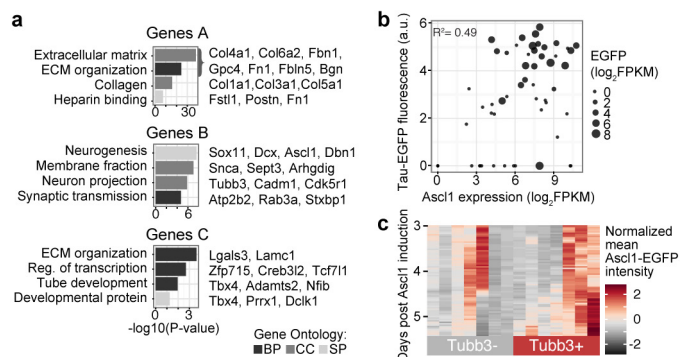 a
Genes A
Extracellular matrix
ECM organization
Collagen
Heparin binding
0 30
Col4a1, Col6a2, Fbn1,
Gpc4, Fn1, Fbln5, Bgn
Col1a1,Col3a1,Col5a1
Fstl1, Postn, Fn1
Genes B
Neurogenesis
Membrane fraction
Neuron projection
Synaptic transmission
0 6
Sox11, Dcx, Ascl1, Dbn1
Snca, Sept3, Arhgdig
Tubb3, Cadm1, Cdk5r1
Atp2b2, Rab3a, Stxbp1
Genes C
ECM organization
Reg. of transcription
Tube development
Developmental protein
0 3
-log10(P-value)
Lgals3, Lamc1
Zfp715, Creb3l2, Tcf7l1
Tbx4, Adamts2, Nfib
Tbx4, Prrx1, Dclk1
Gene Ontology:
BP CC SP
b
Tau-EGFP fluorescence (a.u.)
6
4
2
0
R²= 0.49
0 3 6 9
Ascl1 expression (log₂FPKM)
EGFP
(log₂FPKM)
0
2
4
6
8
c
Days post Ascl1 induction
3
4
5
Tubb3- Tubb3+
Normalized
mean
Ascl1-EGFP
intensity
2
0
-2